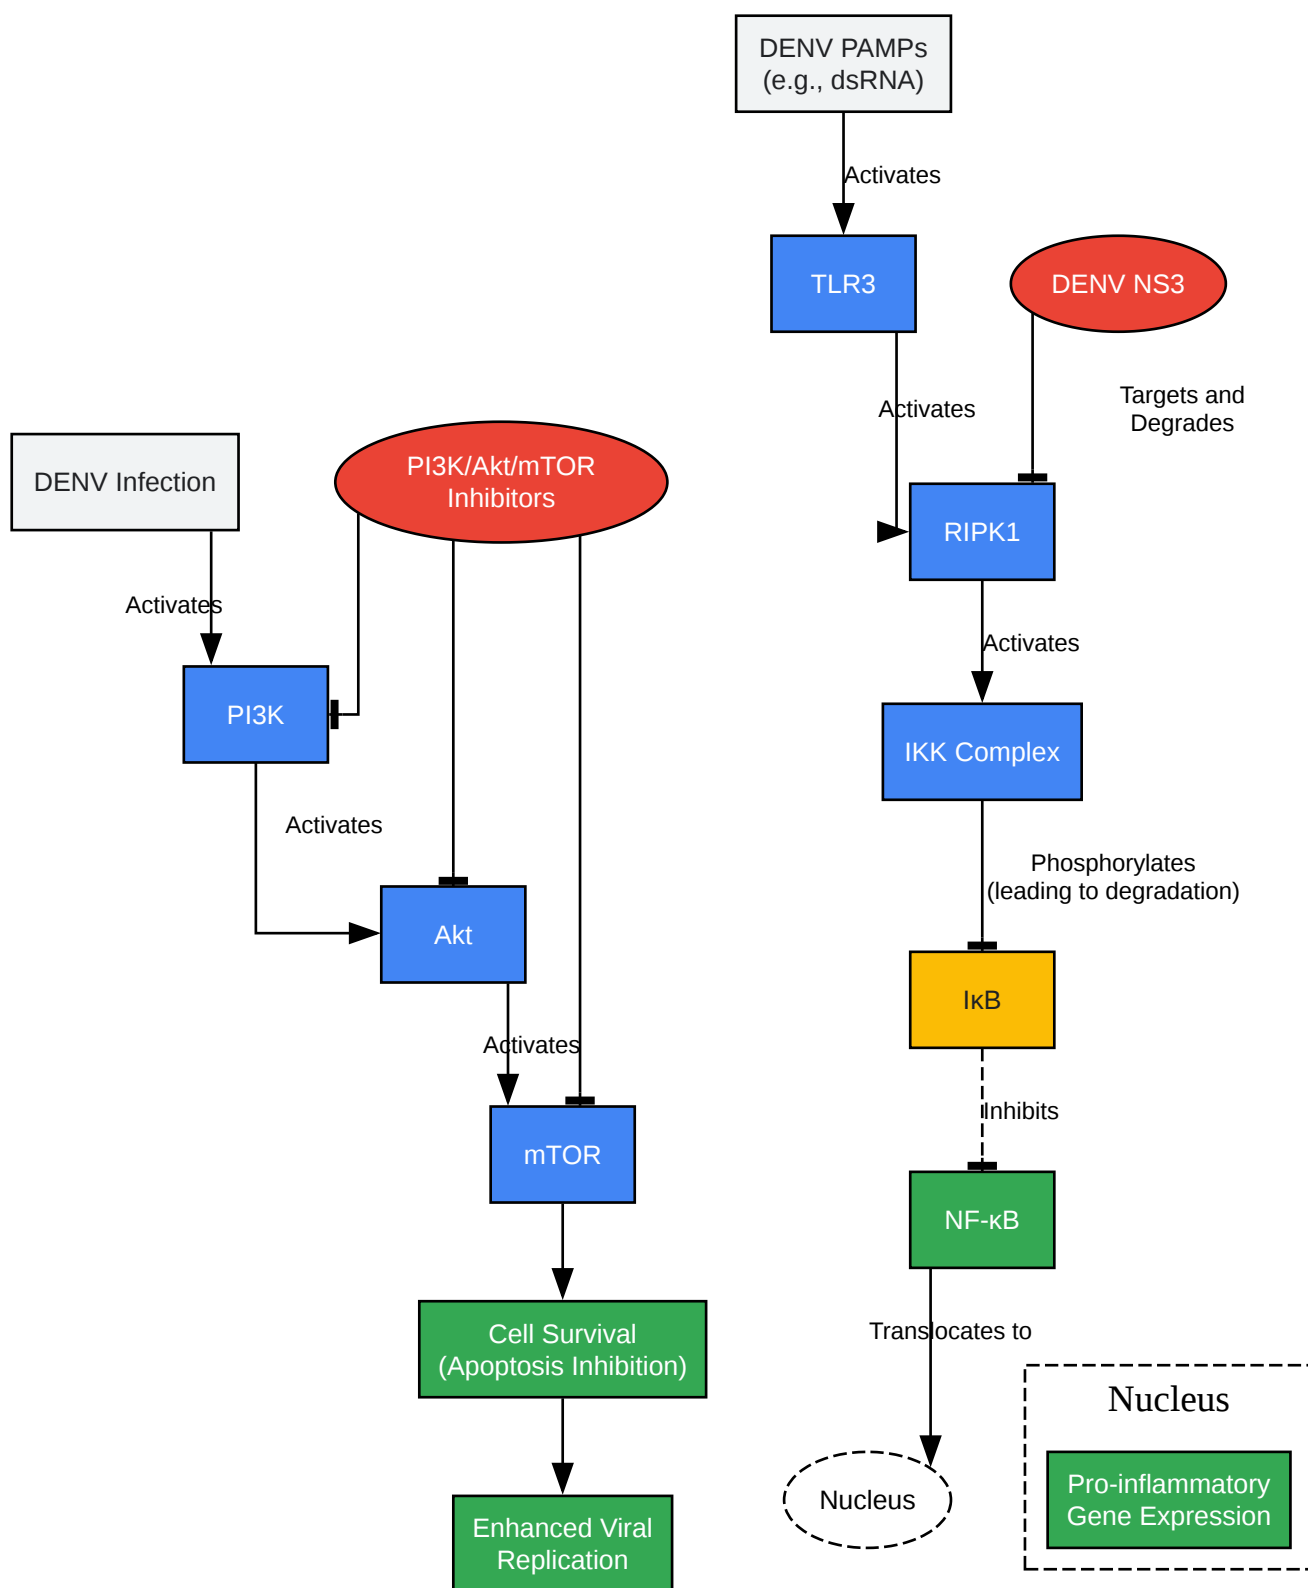 DENV PAMPs
(e.g., dsRNA)
Activates
TLR3
DENV NS3
Activates
Targets and
Degrades
DENV Infection
PI3K/Akt/mTOR
Inhibitors
RIPK1
Activates
Activates
PI3K
IKK Complex
Activates
Phosphorylates
(leading to degradation)
Akt
IκB
Activates
Inhibits
mTOR
NF-κB
Cell Survival
(Apoptosis Inhibition)
Translocates to
Nucleus
Nucleus
Pro-inflammatory
Gene Expression
Enhanced Viral
Replication